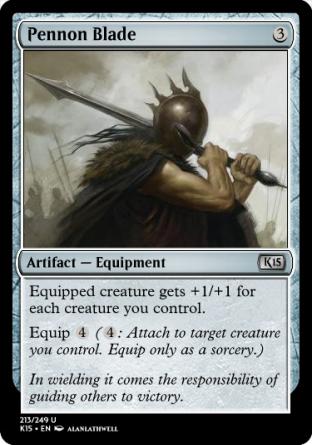 Pennon Blade 3
Artifact — Equipment K15
Equipped creature gets +1/+1 for
each creature you control.
Equip 4 ( 4 : Attach to target creature
you control. Equip only as a sorcery.)
In wielding it comes the responsibility of
guiding others to victory.
213/249 U
K15 • EN ALANLATHWELL